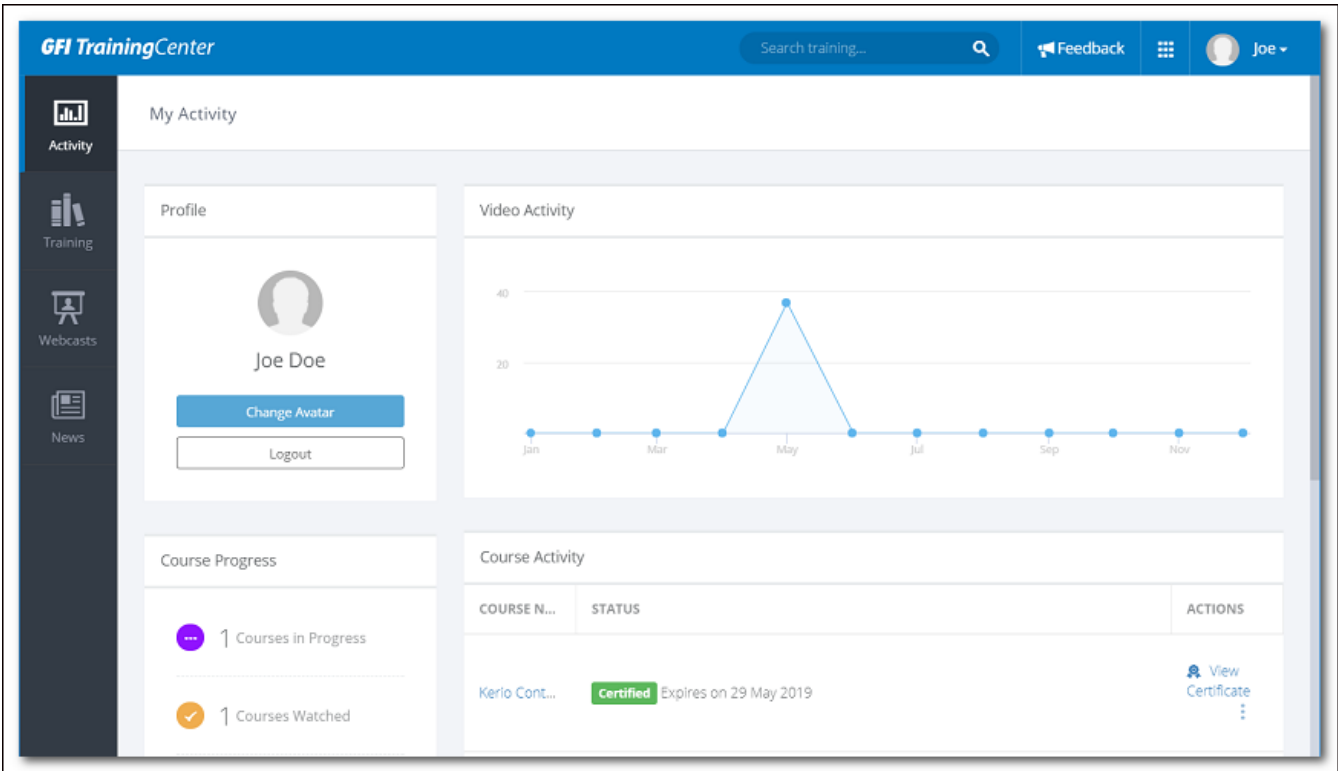 GFI TrainingCenter
Search training...
Feedback
Joe
Activity
Training
Webcasts
News
My Activity
Profile
Joe Doe
Change Avatar
Logout
Video Activity
40
20
Jan Mar May Jul Sep Nov
Course Progress
1 Courses in Progress
1 Courses Watched
Course Activity
COURSE N... STATUS ACTIONS
Kerio Cont... Certified Expires on 29 May 2019 View
Certificate